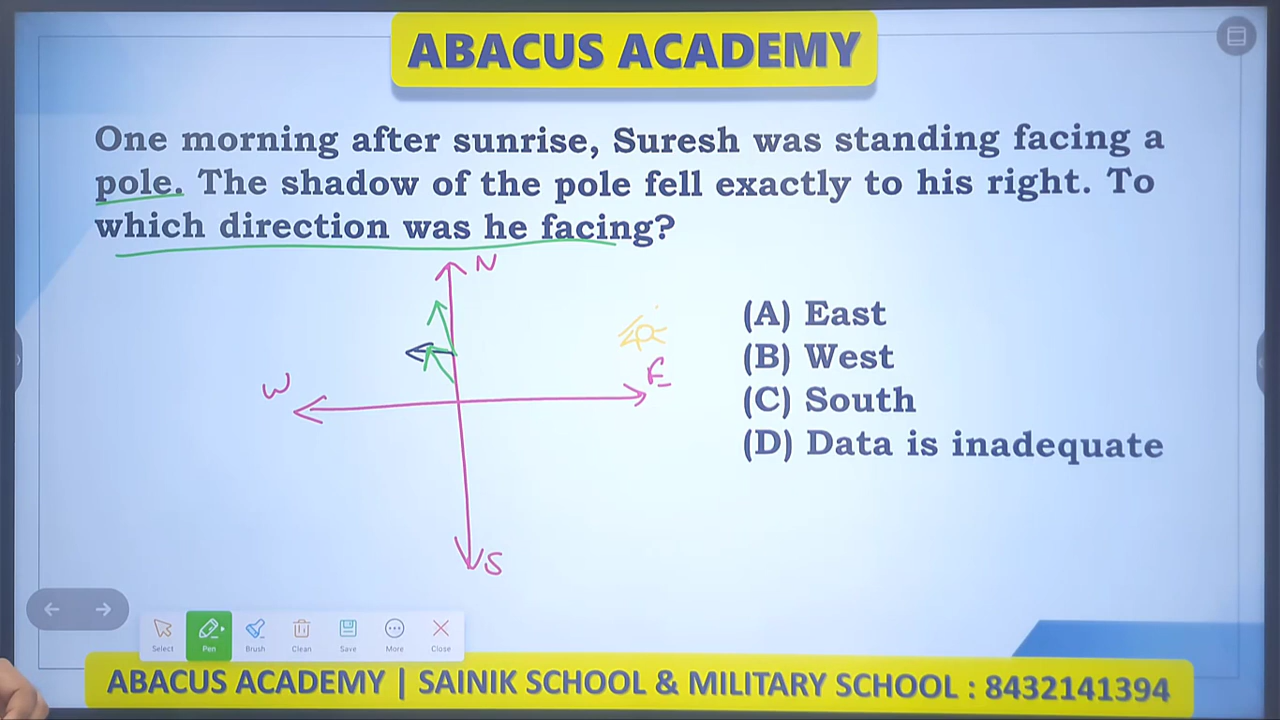 ABACUS ACADEMY
One morning after sunrise, Suresh was standing facing a
pole. The shadow of the pole fell exactly to his right. To
which direction was he facing?
N
W
E
S
(A) East
(B) West
(C) South
(D) Data is inadequate
Select Pen Brush Clean Save More Close
ABACUS ACADEMY | SAINIK SCHOOL & MILITARY SCHOOL : 8432141394